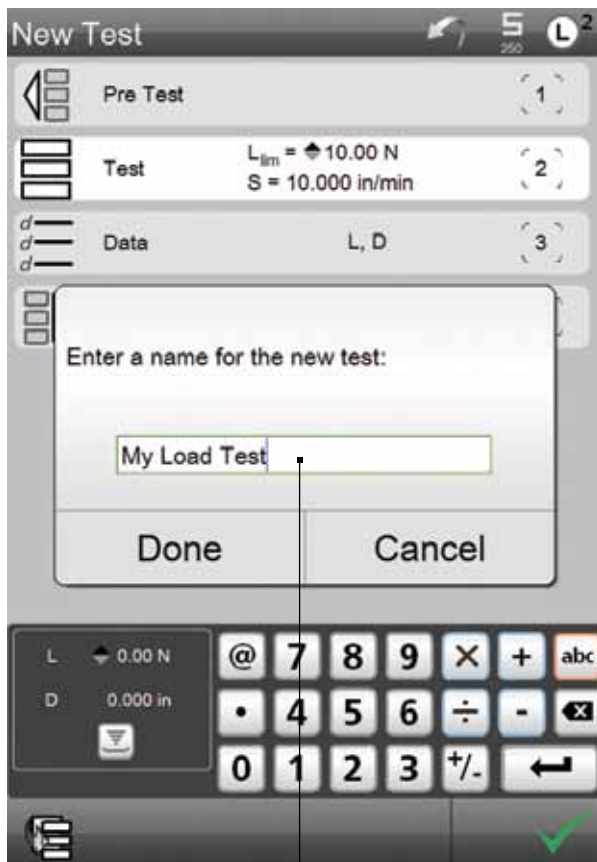 New Test
S
250
L 2
Pre Test 1
Test
Llim = 10.00 N
S = 10.000 in/min
2
d
d
d
Data L, D 3
Enter a name for the new test:
My Load Test
Done Cancel
L 0.00 N
D 0.000 in
@ 7 8 9 × + abc
• 4 5 6 ÷ -
0 1 2 3 +/-